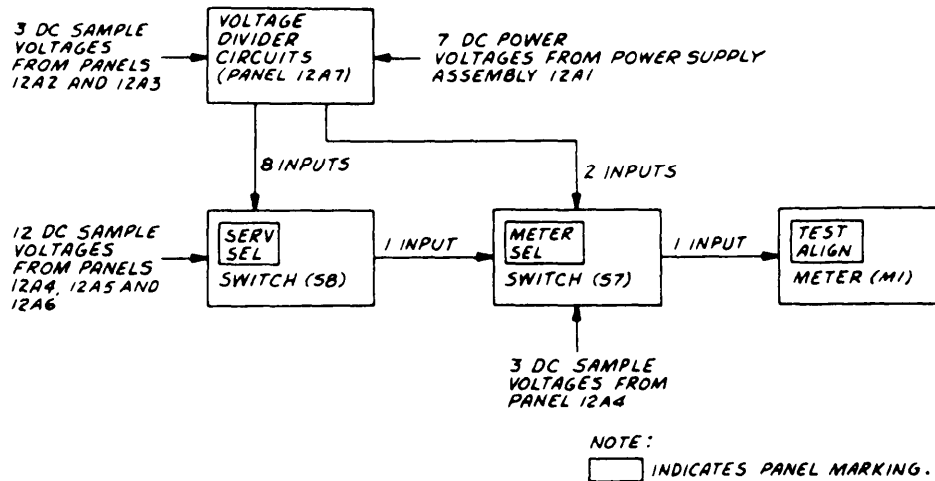 3 DC SAMPLE
VOLTAGES
FROM PANELS
12A2 AND 12A3
VOLTAGE
DIVIDER
CIRCUITS
(PANEL 12A7)
7 DC POWER
VOLTAGES FROM POWER SUPPLY
ASSEMBLY 12A1
8 INPUTS
2 INPUTS
12 DC SAMPLE
VOLTAGES
FROM PANELS
12A4, 12A5 AND
12A6
SERV
SEL
SWITCH (S8)
1 INPUT
METER
SEL
SWITCH (S7)
1 INPUT
TEST
ALIGN
METER (M1)
3 DC SAMPLE
VOLTAGES FROM
PANEL 12A4
NOTE:
INDICATES PANEL MARKING.